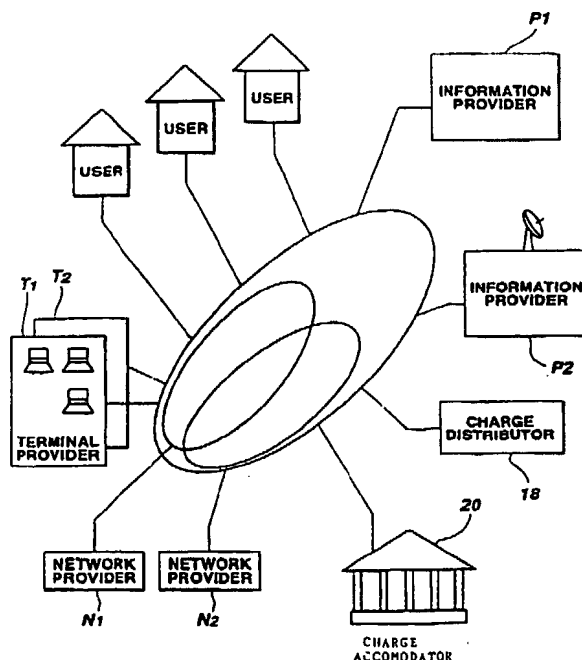 P1
INFORMATION
PROVIDER
USER
USER
USER
T1
T2
INFORMATION
PROVIDER
P2
TERMINAL
PROVIDER
CHARGE
DISTRIBUTOR
18
20
NETWORK
PROVIDER
NETWORK
PROVIDER
N1
N2
CHARGE
ACCOMODATOR